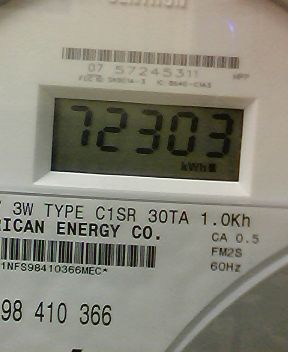 07 57245311
HPP
72303
kWh
3W TYPE C1SR 30TA 1.0Kh
RICAN ENERGY CO.
CA 0.5
FM2S
60Hz
1NFS98410366MEC*
98 410 366